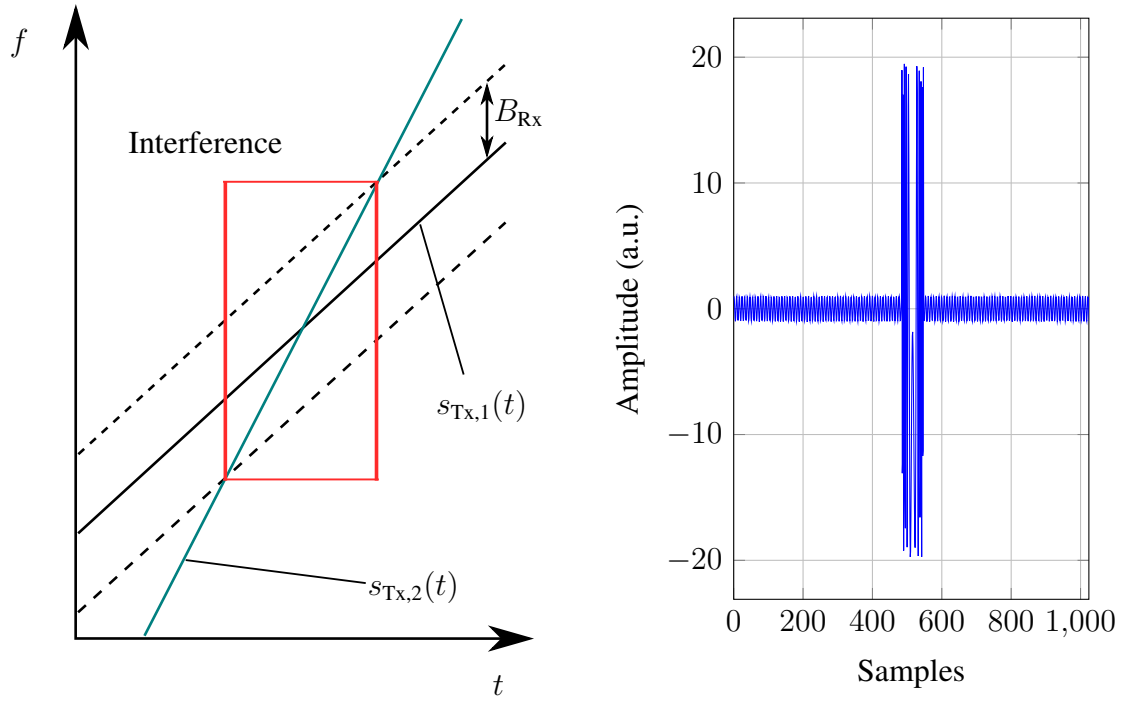 f
Interference
B_Rx
s_Tx,1(t)
s_Tx,2(t)
t
20
10
0
−10
−20
Amplitude (a.u.)
0 200 400 600 800 1,000
Samples